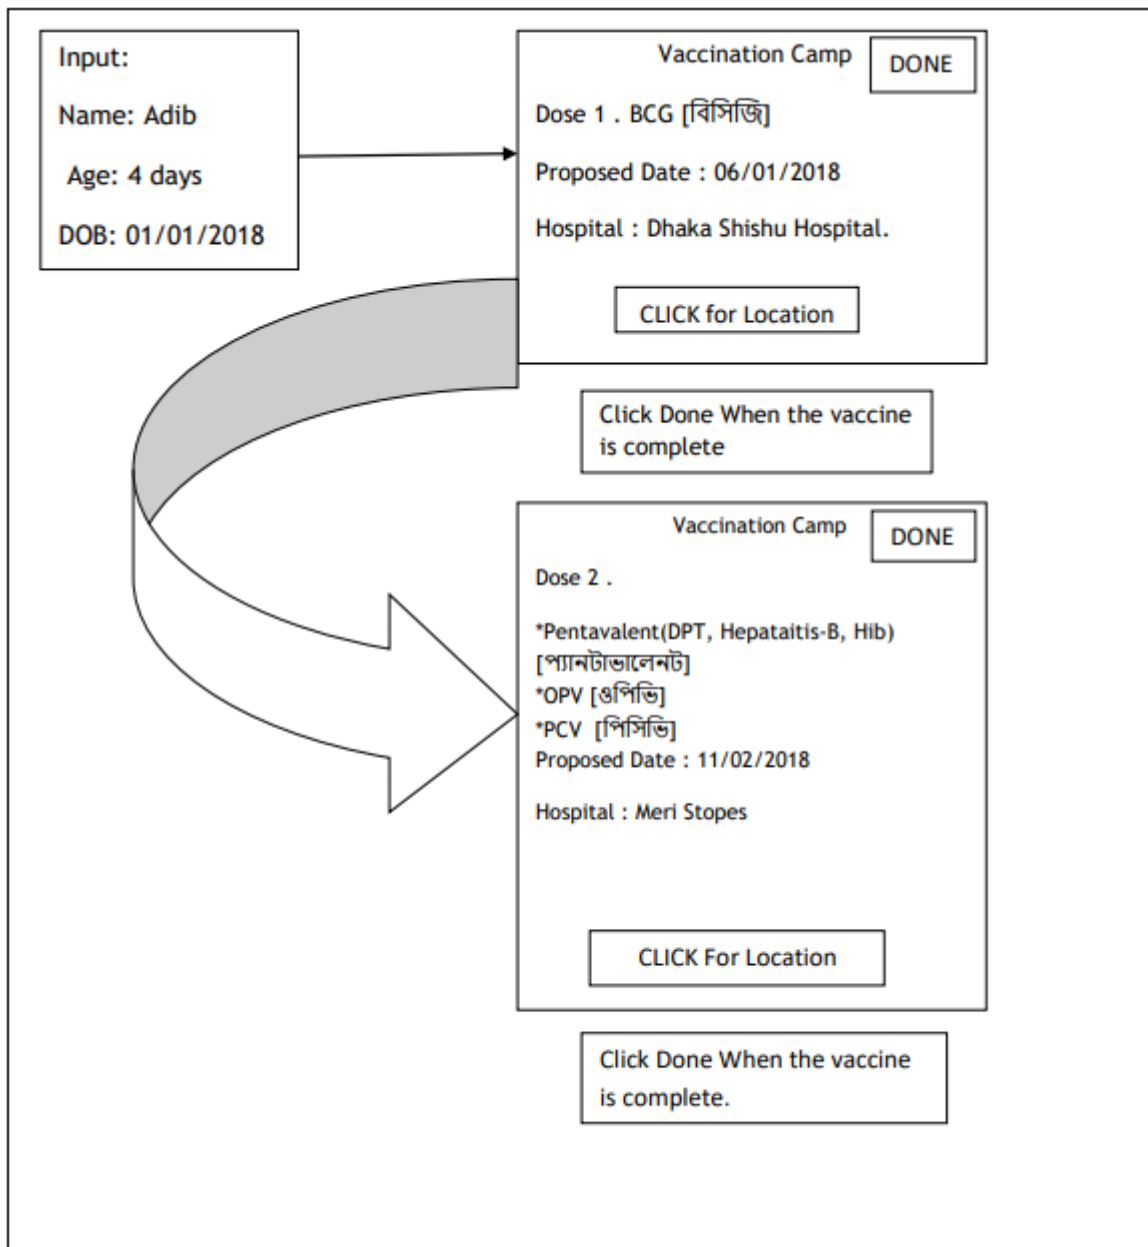 Input:
Name: Adib
Age: 4 days
DOB: 01/01/2018
Vaccination Camp
DONE
Dose 1 . BCG [বিসিজি]
Proposed Date : 06/01/2018
Hospital : Dhaka Shishu Hospital.
CLICK for Location
Click Done When the vaccine
is complete
Vaccination Camp
DONE
Dose 2 .
*Pentavalent(DPT, Hepataitis-B, Hib)
[প্যানটাভালেনট]
*OPV [ওপিভি]
*PCV [পিসিভি]
Proposed Date : 11/02/2018
Hospital : Meri Stopes
CLICK For Location
Click Done When the vaccine
is complete.